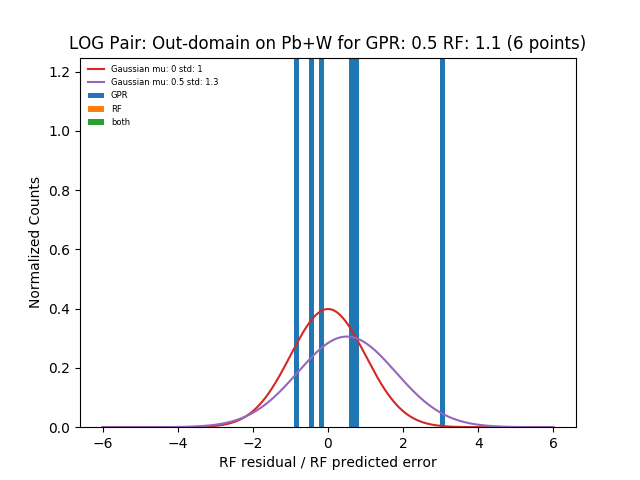 LOG Pair: Out-domain on Pb+W for GPR: 0.5 RF: 1.1 (6 points)
Gaussian mu: 0 std: 1
Gaussian mu: 0.5 std: 1.3
GPR
RF
both
Normalized Counts
1.2
1.0
0.8
0.6
0.4
0.2
0.0
−6 −4 −2 0 2 4 6
RF residual / RF predicted error